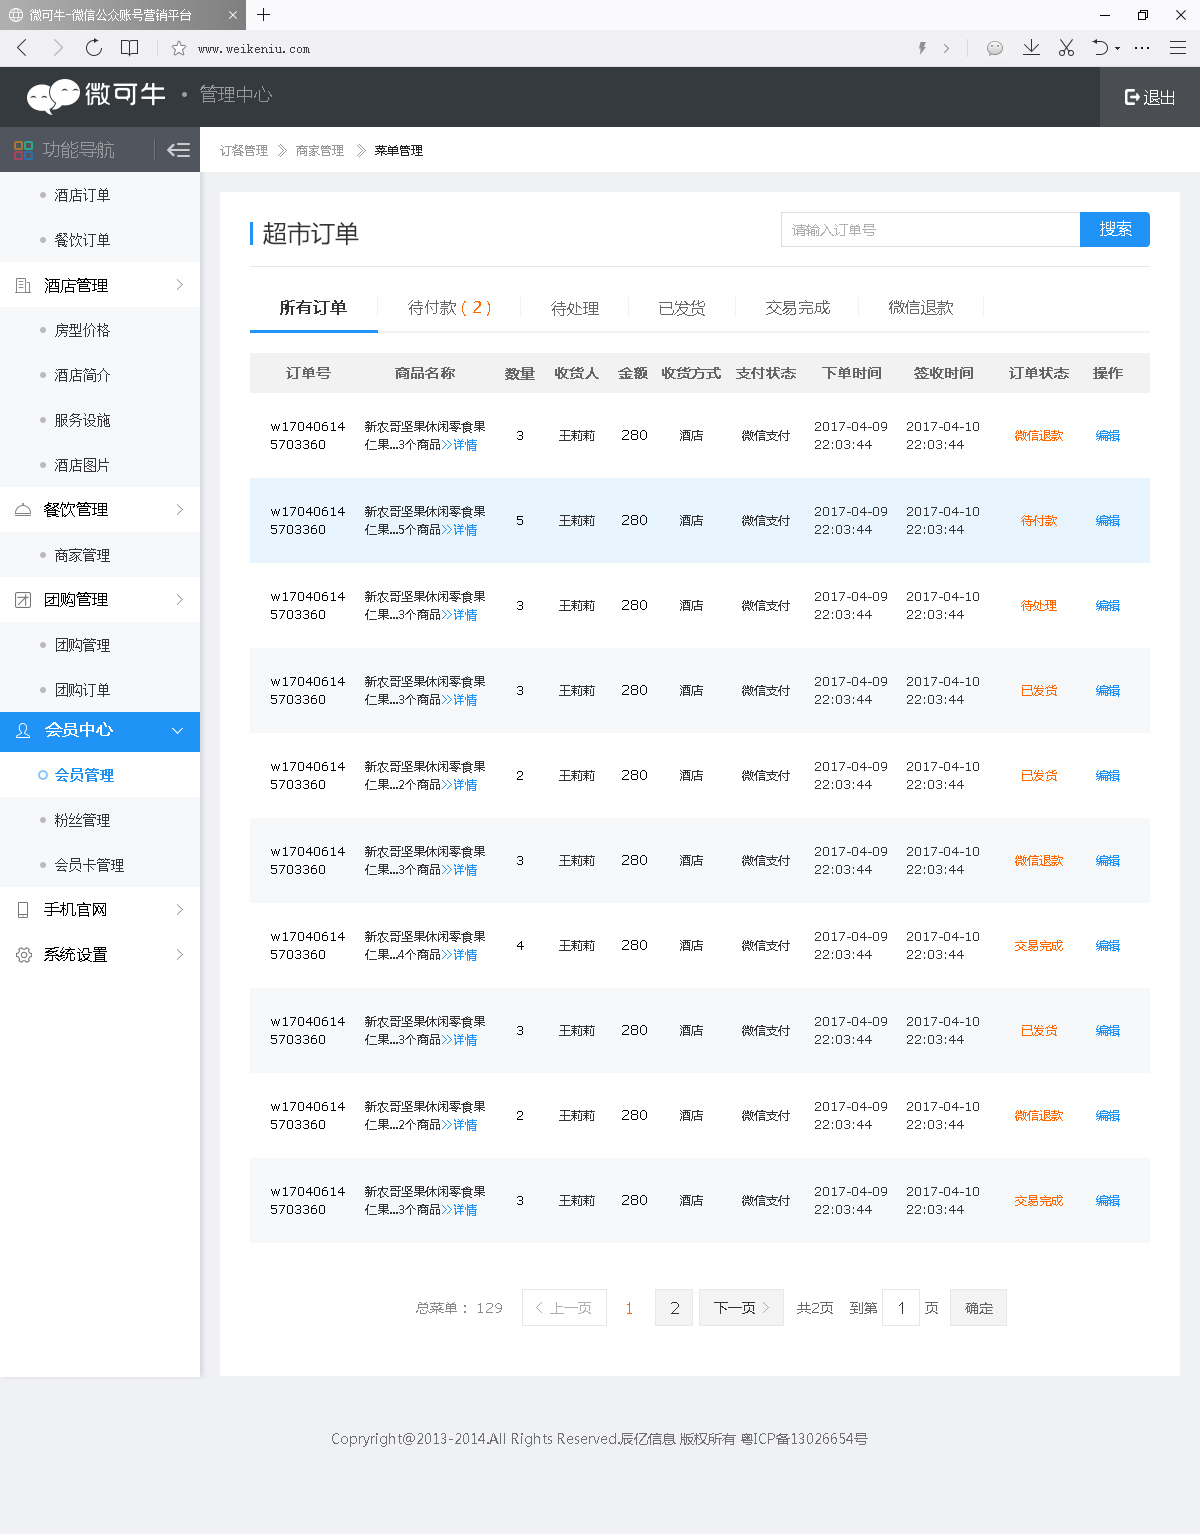 微可牛-微信公众账号营销平台
www.weikeniu.com
微可牛 · 管理中心
退出
功能导航
订餐管理 商家管理 菜单管理
酒店订单
餐饮订单
酒店管理
房型价格
酒店简介
服务设施
酒店图片
餐饮管理
商家管理
团购管理
团购管理
团购订单
会员中心
会员管理
粉丝管理
会员卡管理
手机官网
系统设置
超市订单
请输入订单号 搜索
所有订单 待付款 ( 2 ) 待处理 已发货 交易完成 微信退款
订单号 商品名称 数量 收货人 金额 收货方式 支付状态 下单时间 签收时间 订单状态 操作
w17040614 新农哥坚果休闲零食果 3 王莉莉 280 酒店 微信支付 2017-04-09 2017-04-10 微信退款 编辑
5703360 仁果...3个商品>>详情 22:03:44 22:03:44
w17040614 新农哥坚果休闲零食果 5 王莉莉 280 酒店 微信支付 2017-04-09 2017-04-10 待付款 编辑
5703360 仁果...5个商品>>详情 22:03:44 22:03:44
w17040614 新农哥坚果休闲零食果 3 王莉莉 280 酒店 微信支付 2017-04-09 2017-04-10 待处理 编辑
5703360 仁果...3个商品>>详情 22:03:44 22:03:44
w17040614 新农哥坚果休闲零食果 3 王莉莉 280 酒店 微信支付 2017-04-09 2017-04-10 已发货 编辑
5703360 仁果...3个商品>>详情 22:03:44 22:03:44
w17040614 新农哥坚果休闲零食果 2 王莉莉 280 酒店 微信支付 2017-04-09 2017-04-10 已发货 编辑
5703360 仁果...2个商品>>详情 22:03:44 22:03:44
w17040614 新农哥坚果休闲零食果 3 王莉莉 280 酒店 微信支付 2017-04-09 2017-04-10 微信退款 编辑
5703360 仁果...3个商品>>详情 22:03:44 22:03:44
w17040614 新农哥坚果休闲零食果 4 王莉莉 280 酒店 微信支付 2017-04-09 2017-04-10 交易完成 编辑
5703360 仁果...4个商品>>详情 22:03:44 22:03:44
w17040614 新农哥坚果休闲零食果 3 王莉莉 280 酒店 微信支付 2017-04-09 2017-04-10 已发货 编辑
5703360 仁果...3个商品>>详情 22:03:44 22:03:44
w17040614 新农哥坚果休闲零食果 2 王莉莉 280 酒店 微信支付 2017-04-09 2017-04-10 微信退款 编辑
5703360 仁果...2个商品>>详情 22:03:44 22:03:44
w17040614 新农哥坚果休闲零食果 3 王莉莉 280 酒店 微信支付 2017-04-09 2017-04-10 交易完成 编辑
5703360 仁果...3个商品>>详情 22:03:44 22:03:44
总菜单： 129 上一页 1 2 下一页 共2页 到第 1 页 确定
Copryright@2013-2014.All Rights Reserved.辰亿信息 版权所有 粤ICP备13026654号